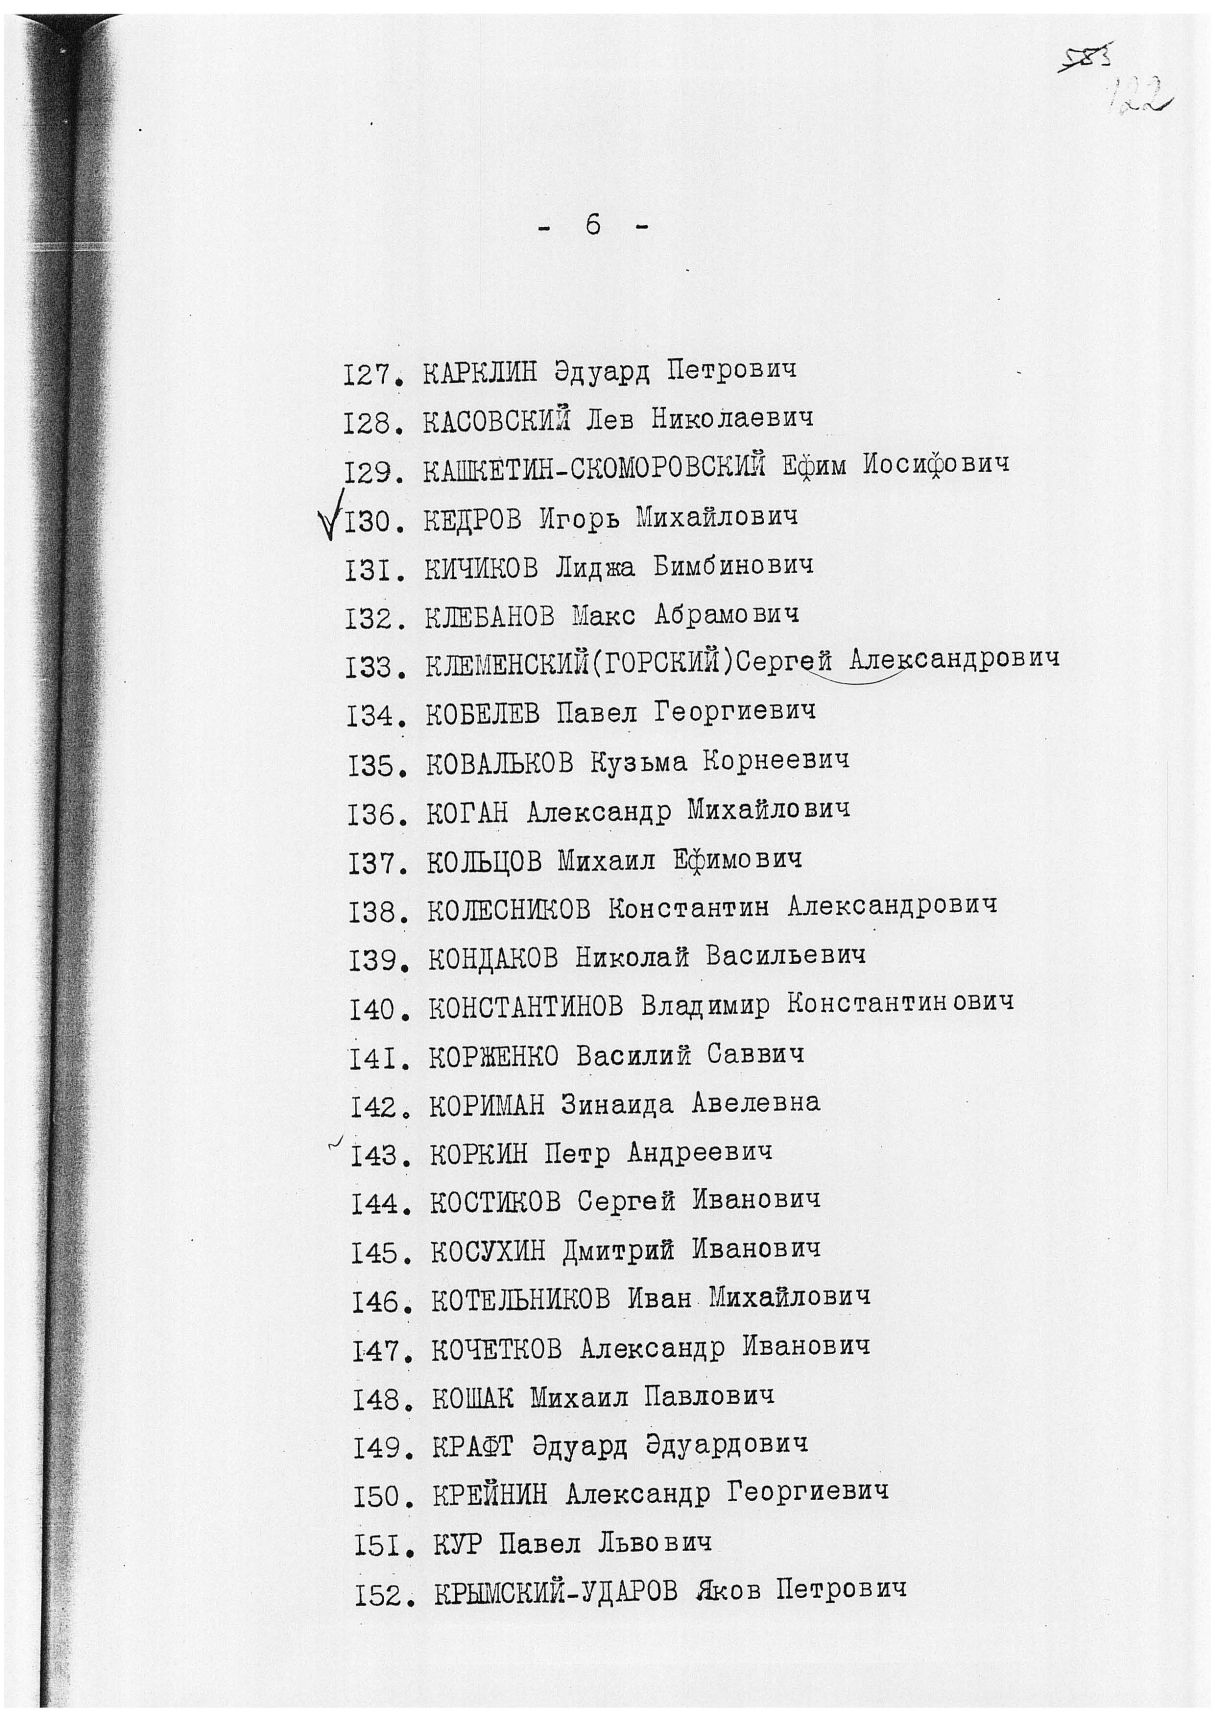 583
122
- 6 -
I27. КАРКЛИН Эдуард Петрович
I28. КАСОВСКИЙ Лев Николаевич
I29. КАШКЕТИН-СКОМОРОВСКИЙ Ефим Иосифович
I30. КЕДРОВ Игорь Михайлович
I3I. КИЧИКОВ Лиджа Бимбинович
I32. КЛЕБАНОВ Макс Абрамович
I33. КЛЕМЕНСКИЙ(ГОРСКИЙ)Сергей Александрович
I34. КОБЕЛЕВ Павел Георгиевич
I35. КОВАЛЬКОВ Кузьма Корнеевич
I36. КОГАН Александр Михайлович
I37. КОЛЬЦОВ Михаил Ефимович
I38. КОЛЕСНИКОВ Константин Александрович
I39. КОНДАКОВ Николай Васильевич
I40. КОНСТАНТИНОВ Владимир Константинович
I4I. КОРЖЕНКО Василий Саввич
I42. КОРИМАН Зинаида Авелевна
I43. КОРКИН Петр Андреевич
I44. КОСТИКОВ Сергей Иванович
I45. КОСУХИН Дмитрий Иванович
I46. КОТЕЛЬНИКОВ Иван Михайлович
I47. КОЧЕТКОВ Александр Иванович
I48. КОШАК Михаил Павлович
I49. КРАФТ Эдуард Эдуардович
I50. КРЕЙНИН Александр Георгиевич
I5I. КУР Павел Львович
I52. КРЫМСКИЙ-УДАРОВ Яков Петрович